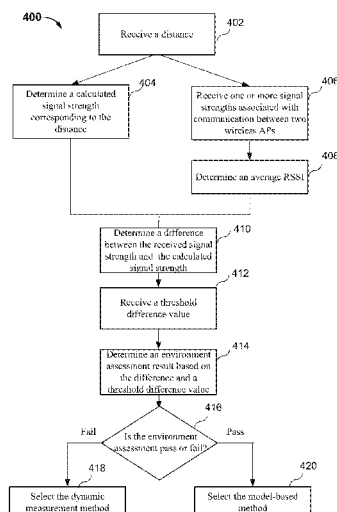 400
Receive a distance
402
Determine a calculated
signal strength
corresponding to the
distance
404
Receive one or more signal
strengths associated with
communication between two
wireless APs
406
Determine an average RSSI
408
Determine a difference
between the received signal
strength and the calculated
signal strength
410
Receive a threshold
difference value
412
Determine an environment
assessment result based on
the difference and a
threshold difference value
414
Is the environment
assessment pass or fail?
416
Fail
Pass
Select the dynamic
measurement method
418
Select the model-based
method
420